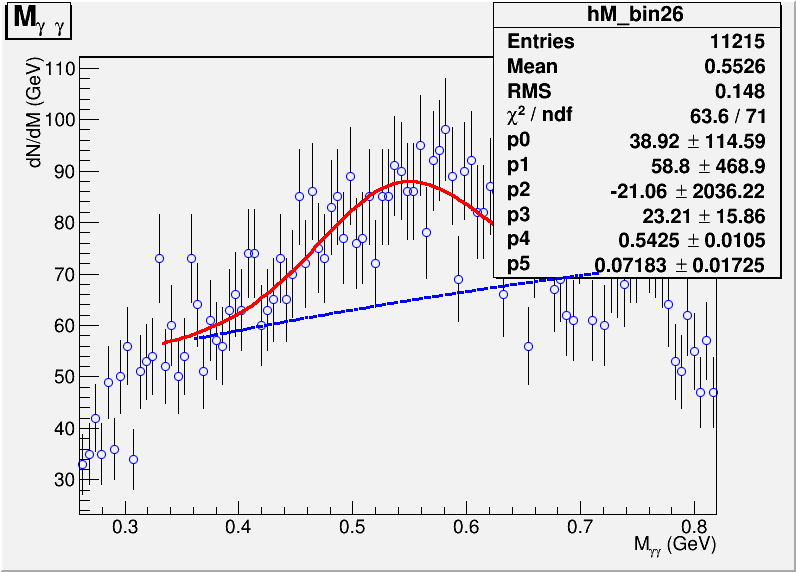 Mγ γ
hM_bin26
Entries 11215
Mean 0.5526
RMS 0.148
χ² / ndf 63.6 / 71
p0 38.92 ± 114.59
p1 58.8 ± 468.9
p2 -21.06 ± 2036.22
p3 23.21 ± 15.86
p4 0.5425 ± 0.0105
p5 0.07183 ± 0.01725
dN/dM (GeV)
110
100
90
80
70
60
50
40
30
0.3 0.4 0.5 0.6 0.7 0.8
Mγγ (GeV)